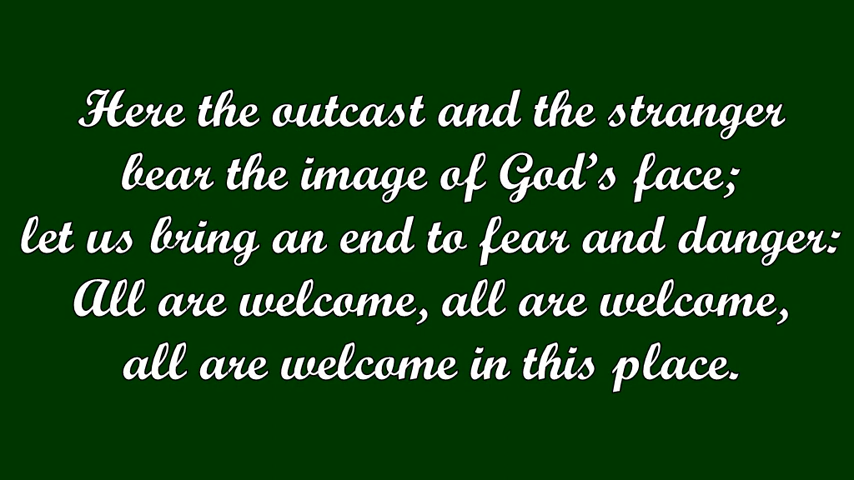 Here the outcast and the stranger
bear the image of God’s face;
let us bring an end to fear and danger:
All are welcome, all are welcome,
all are welcome in this place.